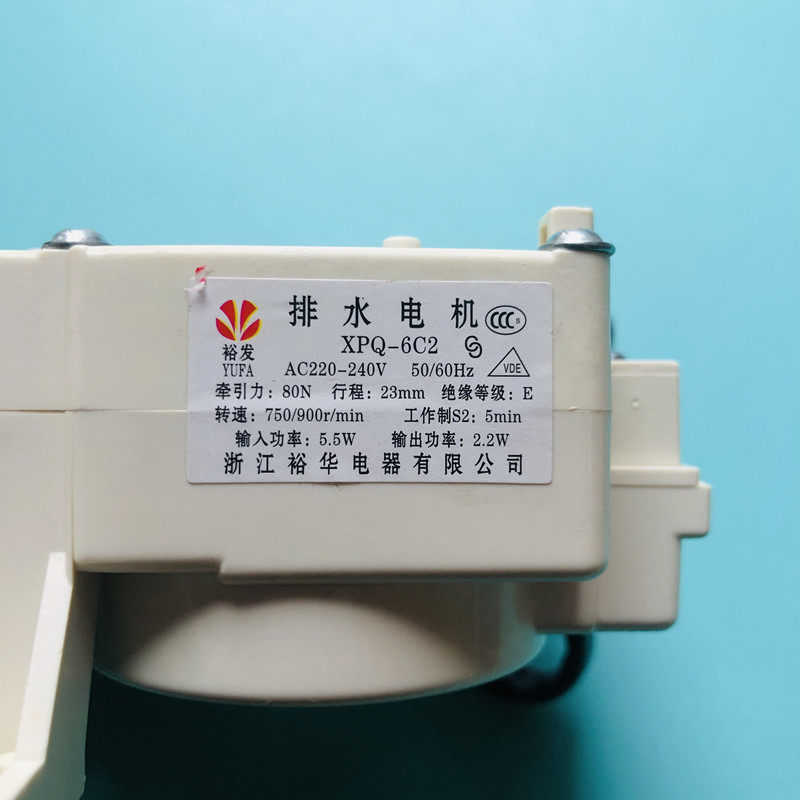 排水电机
CCC S
裕发
YUFA
XPQ-6C2
AC220-240V 50/60Hz
VDE
牵引力: 80N 行程: 23mm 绝缘等级: E
转速: 750/900r/min 工作制S2: 5min
输入功率: 5.5W 输出功率: 2.2W
浙江裕华电器有限公司